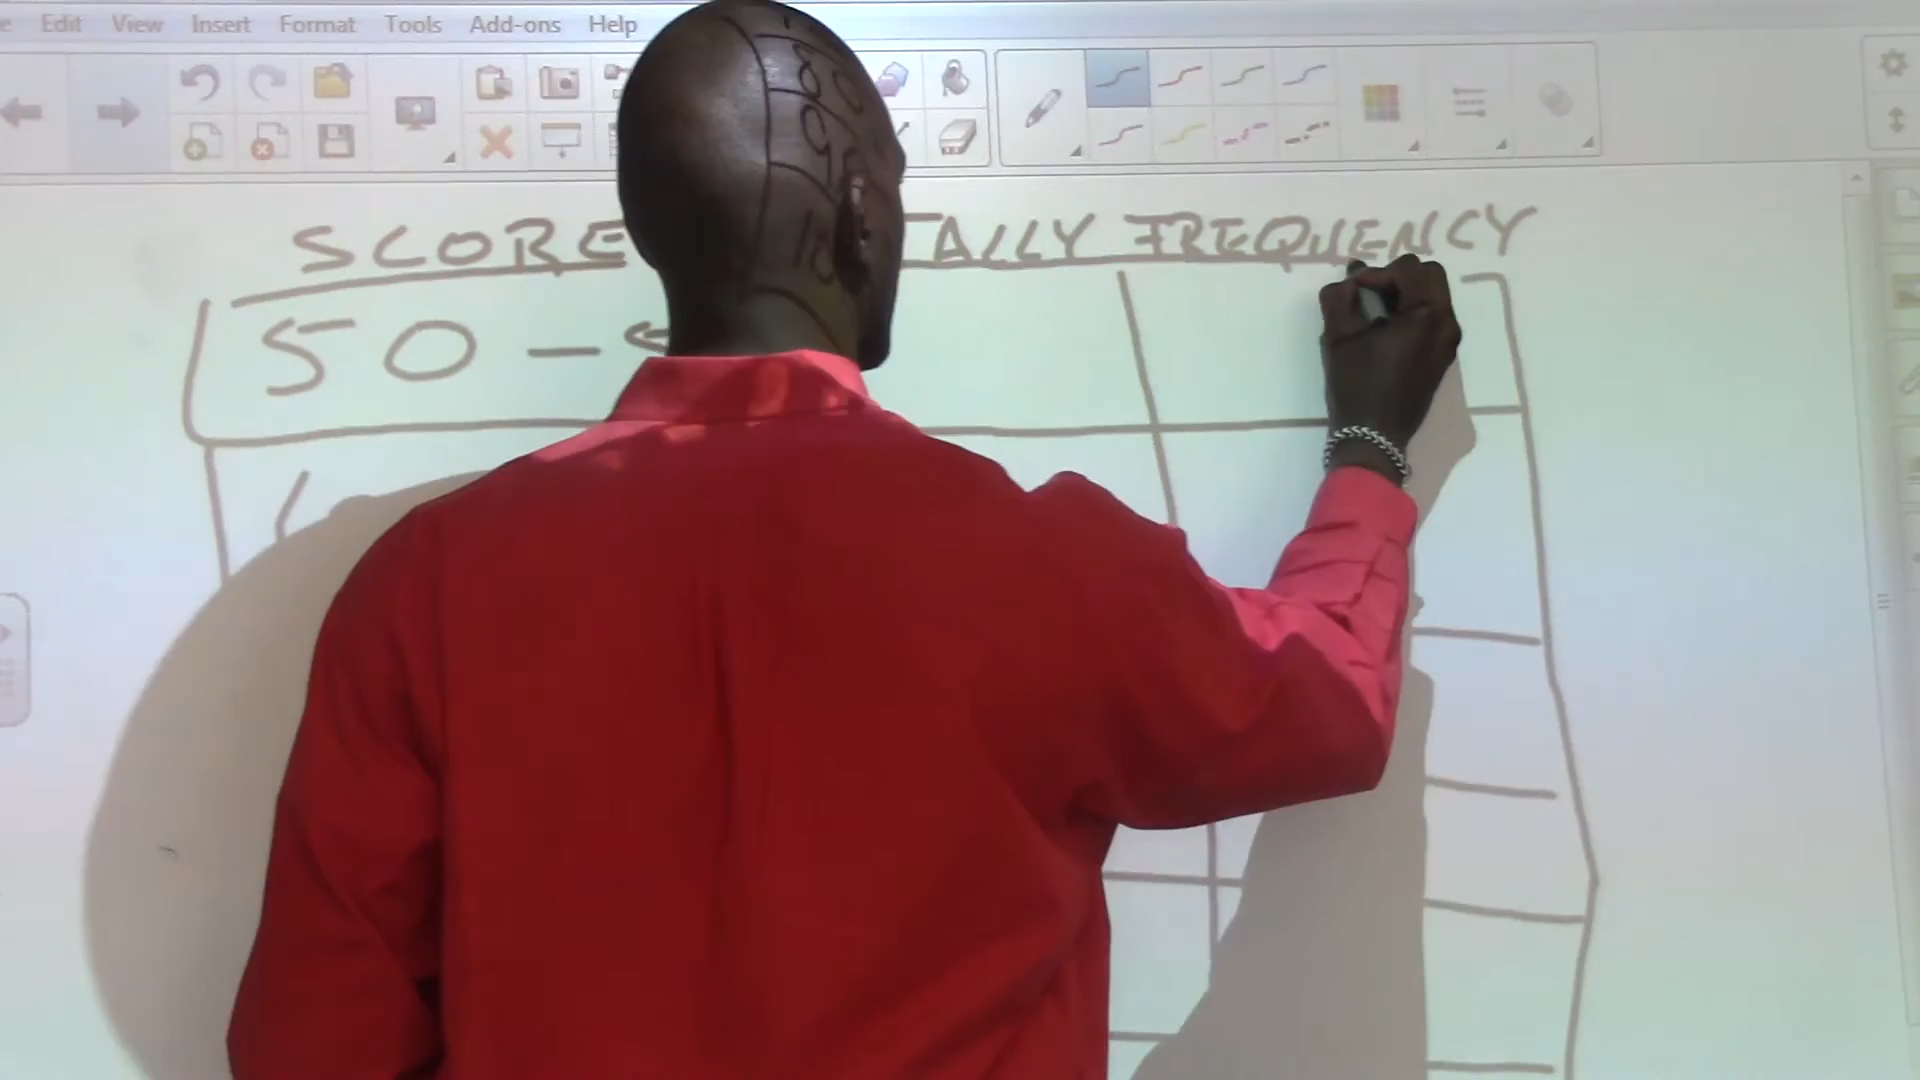 Edit View Insert Format Tools Add-ons Help
SCORE TALLY FREQUENCY
50 -